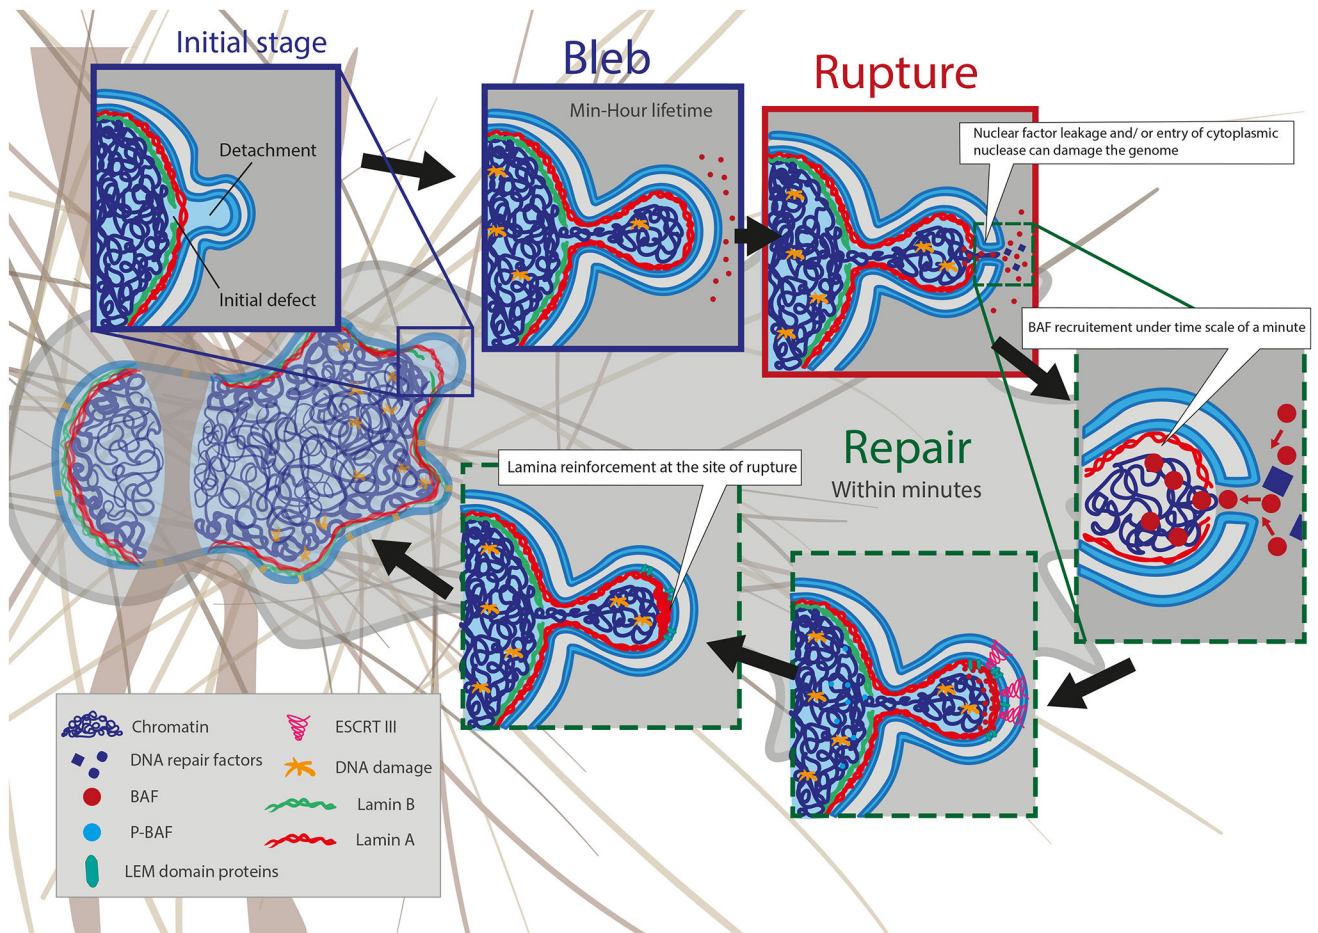 Initial stage
Detachment
Initial defect
Bleb
Min-Hour lifetime
Rupture
Nuclear factor leakage and/ or entry of cytoplasmic
nuclease can damage the genome
BAF recruitement under time scale of a minute
Repair
Within minutes
Lamina reinforcement at the site of rupture
Chromatin
DNA repair factors
BAF
P-BAF
LEM domain proteins
ESCRT III
DNA damage
Lamin B
Lamin A